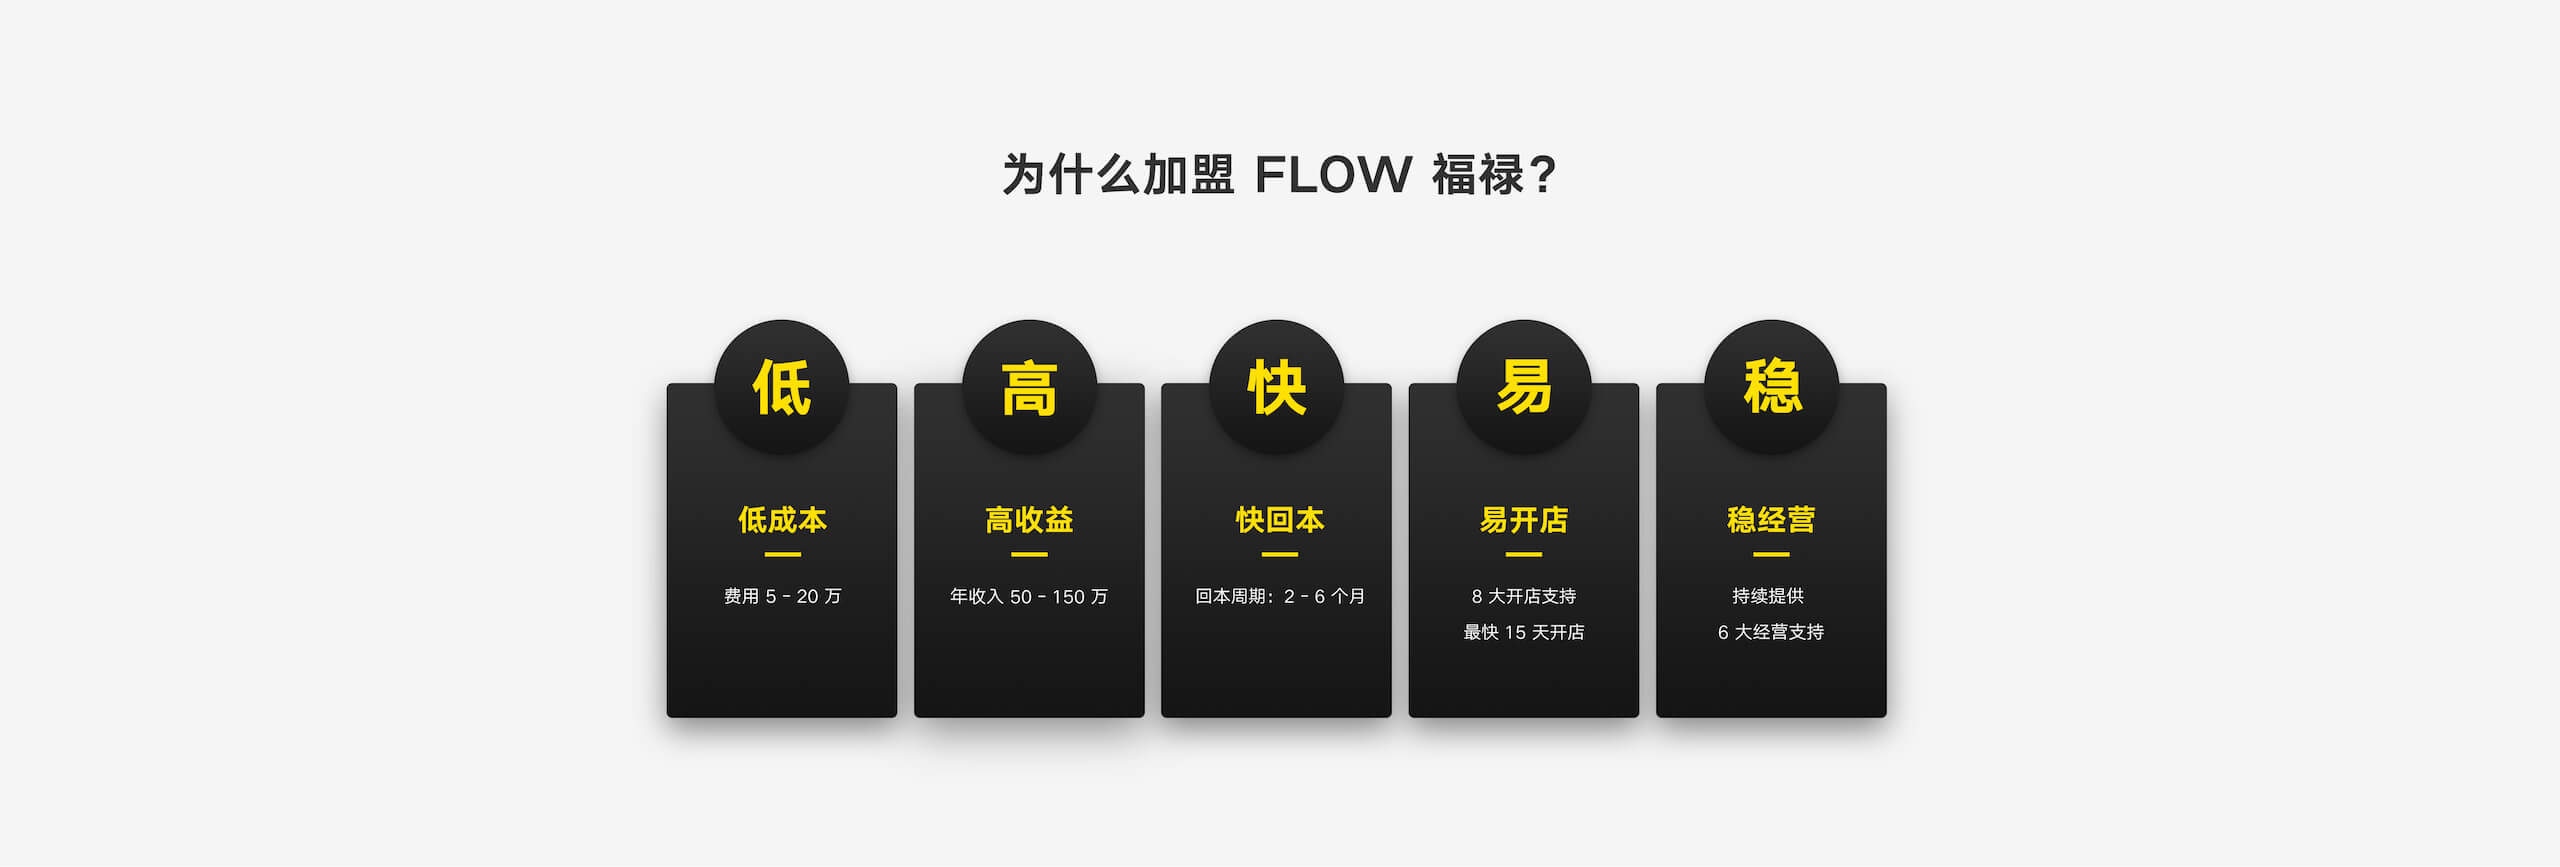 为什么加盟 FLOW 福禄？
低
低成本
费用 5 - 20 万
高
高收益
年收入 50 - 150 万
快
快回本
回本周期：2 - 6 个月
易
易开店
8 大开店支持
最快 15 天开店
稳
稳经营
持续提供
6 大经营支持